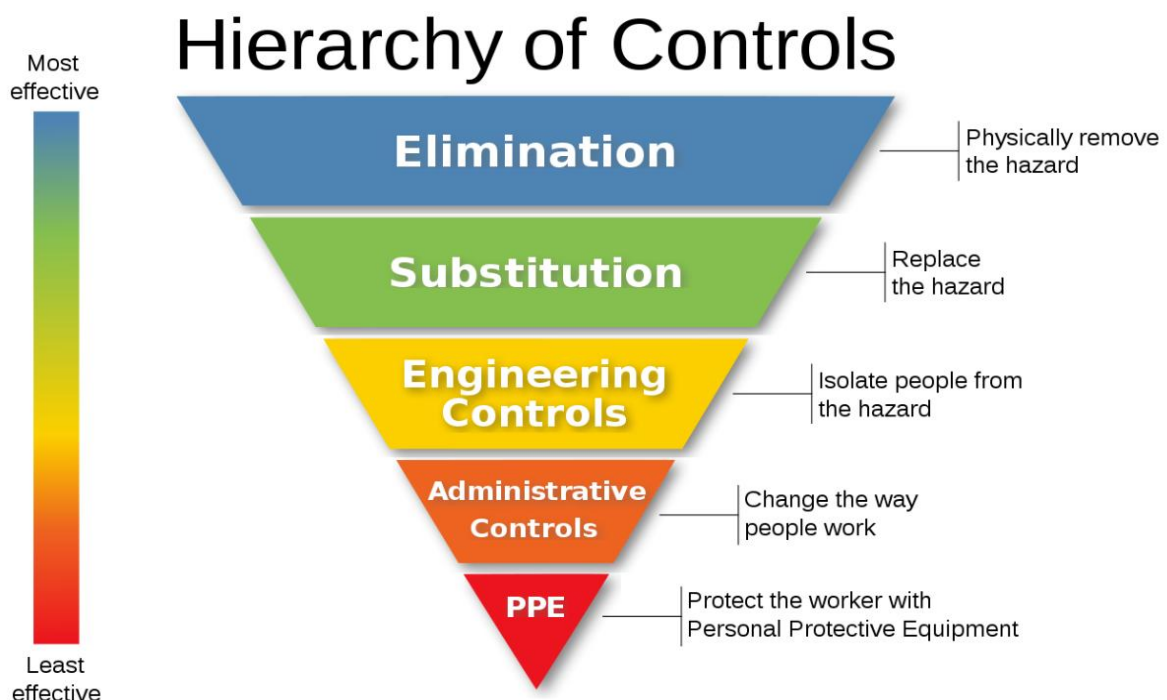 Hierarchy of Controls
Most
effective
Elimination
Physically remove
the hazard
Substitution
Replace
the hazard
Engineering
Controls
Isolate people from
the hazard
Administrative
Controls
Change the way
people work
PPE
Protect the worker with
Personal Protective Equipment
Least
effective